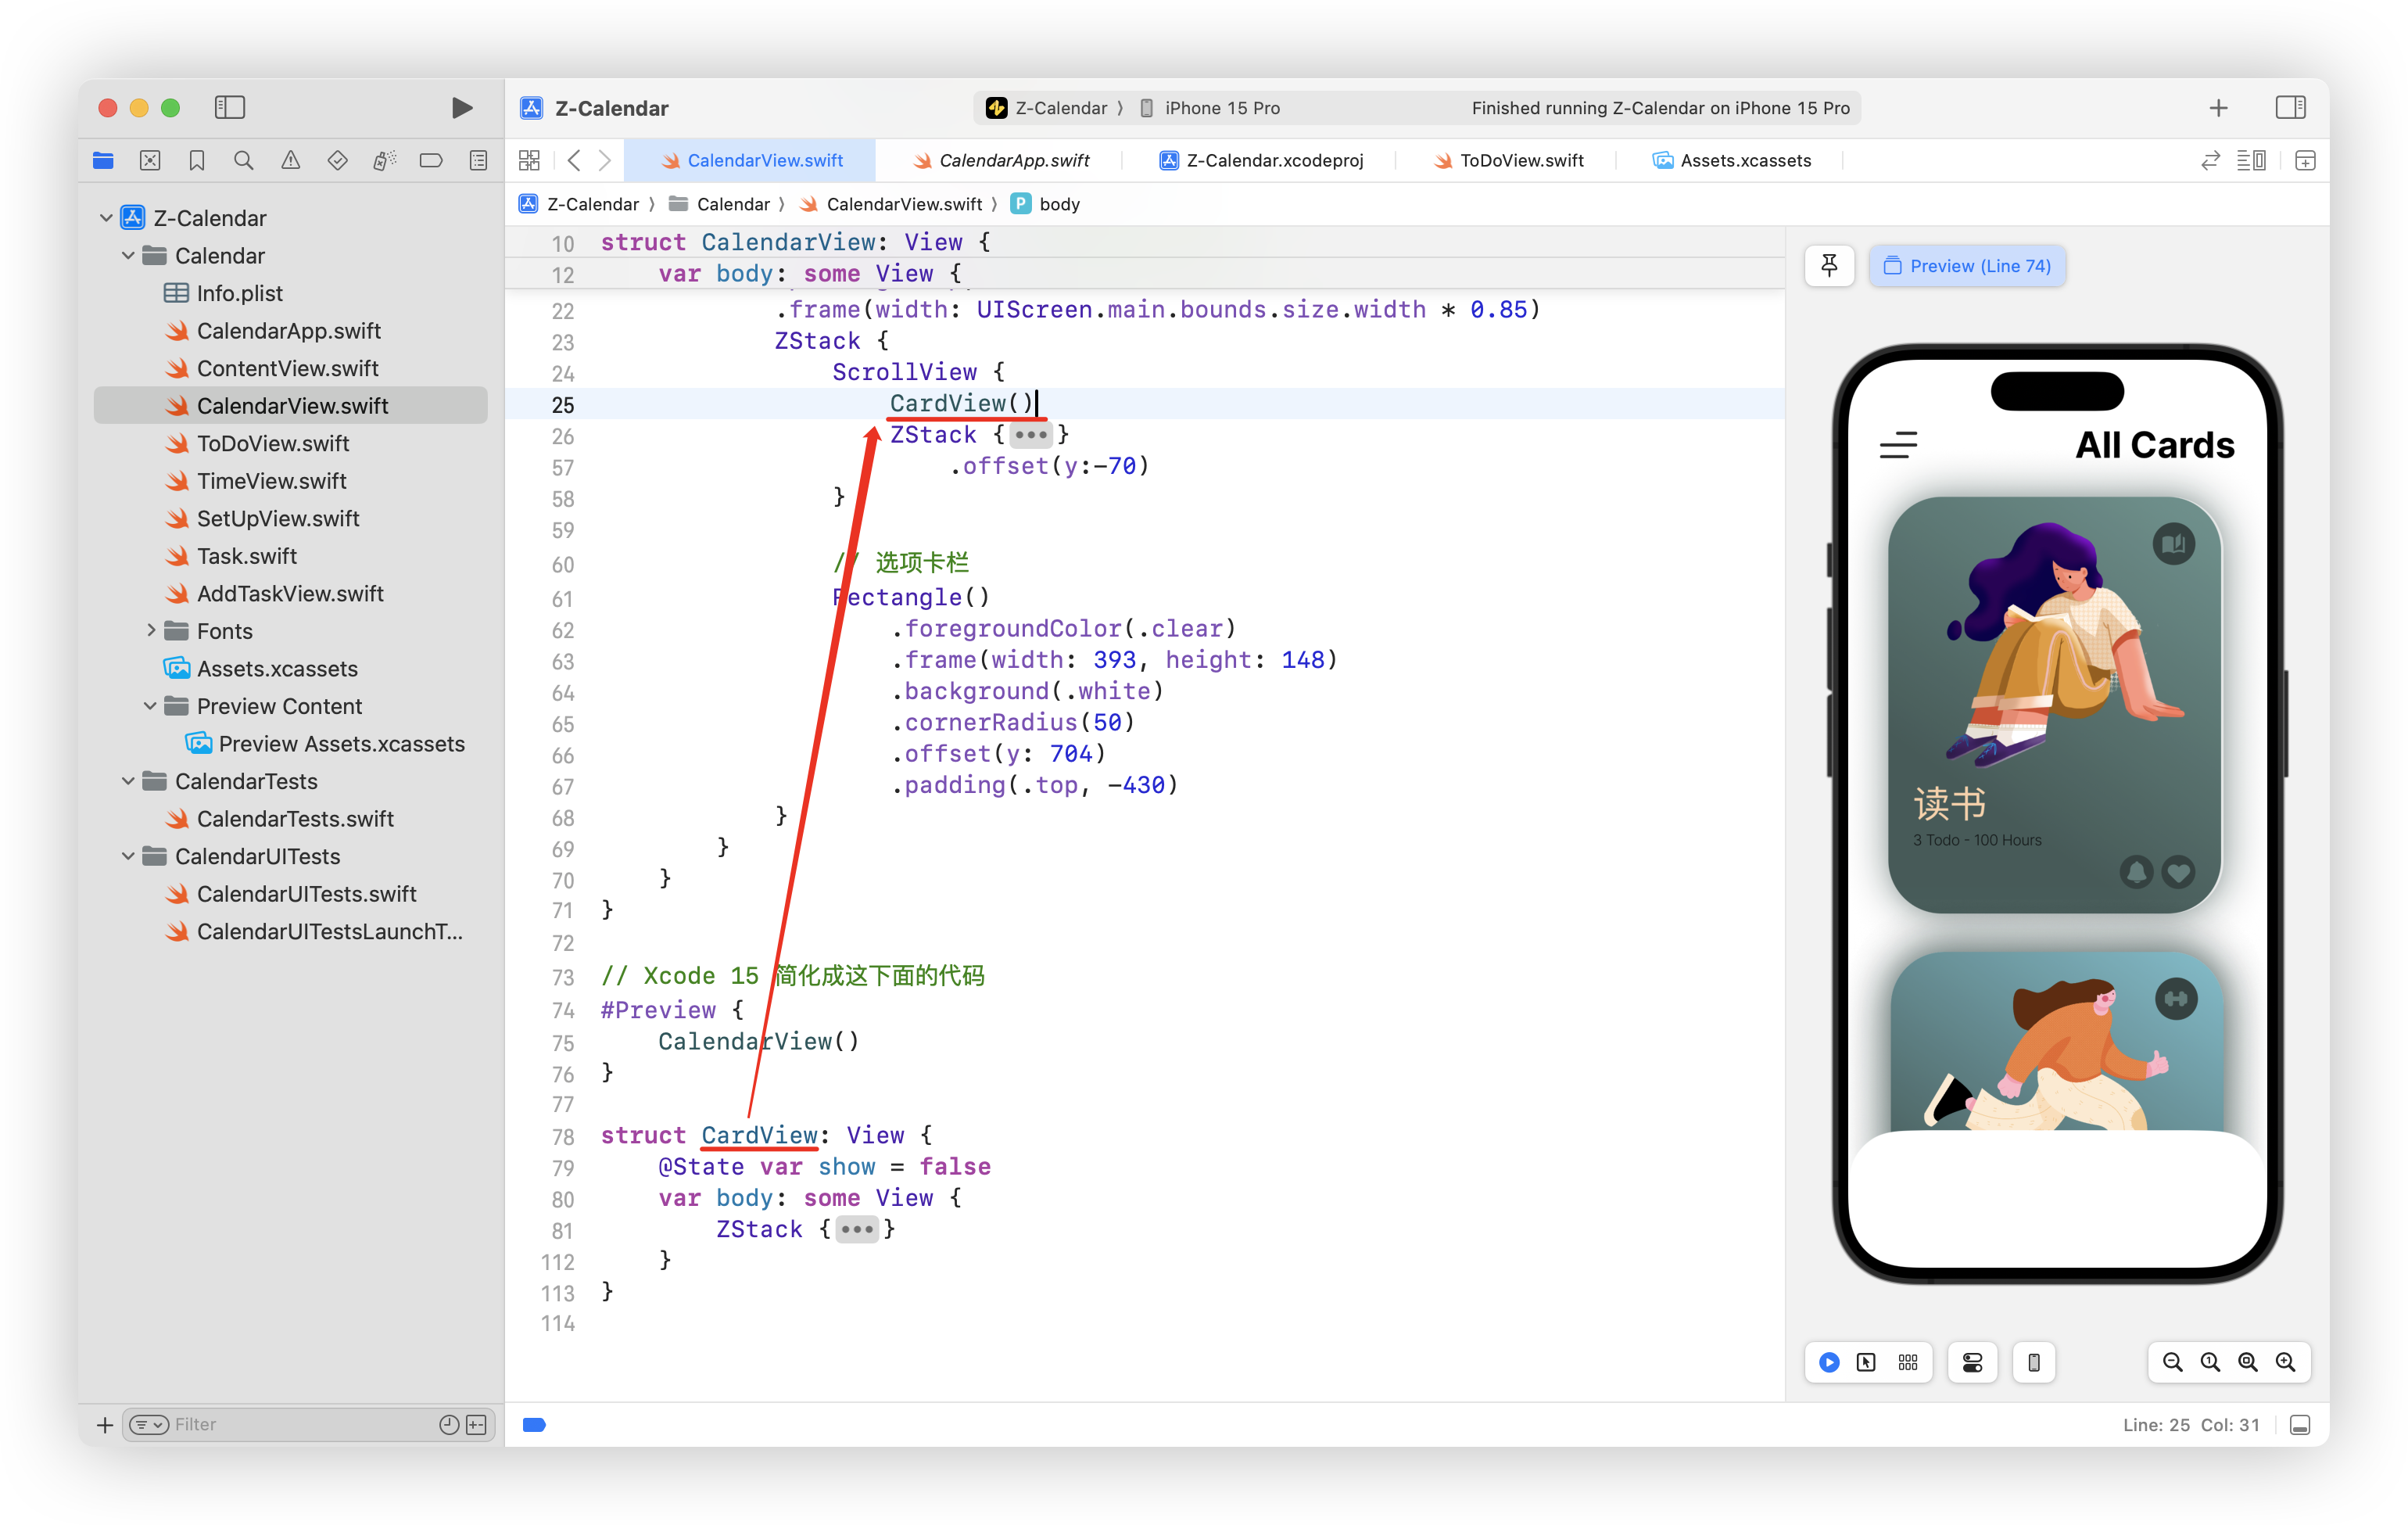 Z-Calendar
Z-Calendar 〉 iPhone 15 Pro
Finished running Z-Calendar on iPhone 15 Pro
CalendarView.swift
CalendarApp.swift
Z-Calendar.xcodeproj
ToDoView.swift
Assets.xcassets
Z-Calendar 〉 Calendar 〉 CalendarView.swift 〉 P body
Z-Calendar
Calendar
Info.plist
CalendarApp.swift
ContentView.swift
CalendarView.swift
ToDoView.swift
TimeView.swift
SetUpView.swift
Task.swift
AddTaskView.swift
Fonts
Assets.xcassets
Preview Content
Preview Assets.xcassets
CalendarTests
CalendarTests.swift
CalendarUITests
CalendarUITests.swift
CalendarUITestsLaunchT...
Filter
10 struct CalendarView: View {
12 var body: some View {
22 .frame(width: UIScreen.main.bounds.size.width * 0.85)
23 ZStack {
24 ScrollView {
25 CardView()
26 ZStack {•••}
57 .offset(y:-70)
58 }
59
60 // 选项卡栏
61 Rectangle()
62 .foregroundColor(.clear)
63 .frame(width: 393, height: 148)
64 .background(.white)
65 .cornerRadius(50)
66 .offset(y: 704)
67 .padding(.top, -430)
68 }
69 }
70 }
71 }
72
73 // Xcode 15 简化成这下面的代码
74 #Preview {
75 CalendarView()
76 }
77
78 struct CardView: View {
79 @State var show = false
80 var body: some View {
81 ZStack {•••}
112 }
113 }
114
Preview (Line 74)
All Cards
读书
3 Todo - 100 Hours
Line: 25 Col: 31